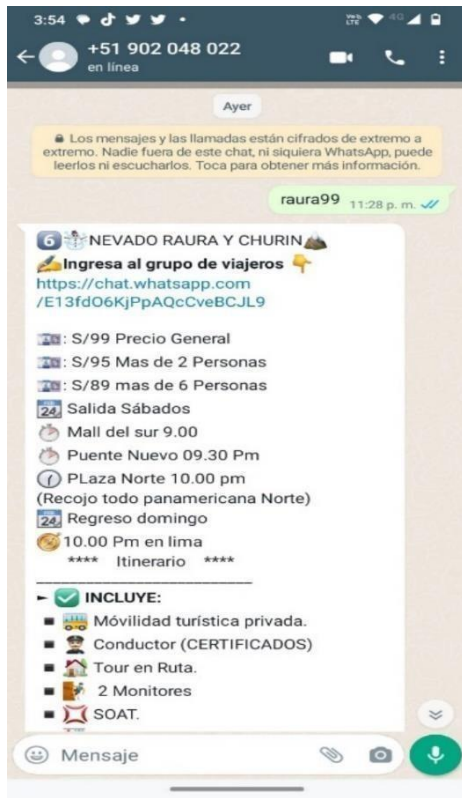 3:54
VoLTE 4G
+51 902 048 022
en línea
Ayer
Los mensajes y las llamadas están cifrados de extremo a
extremo. Nadie fuera de este chat, ni siquiera WhatsApp, puede
leerlos ni escucharlos. Toca para obtener más información.
raura99 11:28 p. m.
6 NEVADO RAURA Y CHURIN
Ingresa al grupo de viajeros
https://chat.whatsapp.com
/E13fdO6KjPpAQcCveBCJL9
: S/99 Precio General
: S/95 Mas de 2 Personas
: S/89 mas de 6 Personas
24 Salida Sábados
Mall del sur 9.00
Puente Nuevo 09.30 Pm
PLaza Norte 10.00 pm
(Recojo todo panamericana Norte)
24 Regreso domingo
10.00 Pm en lima
**** Itinerario ****
► INCLUYE:
▪ Móvilidad turística privada.
▪ Conductor (CERTIFICADOS)
▪ Tour en Ruta.
▪ 2 Monitores
▪ SOAT.
Mensaje